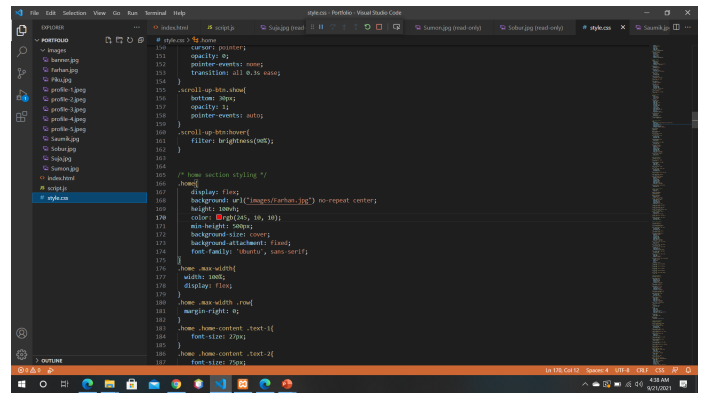 File Edit Selection View Go Run Terminal Help
style.css - Portfolio - Visual Studio Code
EXPLORER
index.html
script.js
Suja.jpg (read
Sumon.jpg (read-only)
Sobur.jpg (read-only)
style.css
Saumik.jp
PORTFOLIO
# style.css > .home
images
banner.jpg
Farhan.jpg
Piku.jpg
profile-1.jpeg
profile-2.jpeg
profile-3.jpeg
profile-4.jpeg
profile-5.jpeg
Saumik.jpg
Sobur.jpg
Suja.jpg
Sumon.jpg
index.html
script.js
style.css
OUTLINE
150 cursor: pointer;
151 opacity: 0;
152 pointer-events: none;
153 transition: all 0.3s ease;
154 }
155 .scroll-up-btn.show{
156 bottom: 30px;
157 opacity: 1;
158 pointer-events: auto;
159 }
160 .scroll-up-btn:hover{
161 filter: brightness(90%);
162 }
163
164
165 /* home section styling */
166 .home{
167 display: flex;
168 background: url("images/Farhan.jpg") no-repeat center;
169 height: 100vh;
170 color: rgb(245, 10, 10);
171 min-height: 500px;
172 background-size: cover;
173 background-attachment: fixed;
174 font-family: 'Ubuntu', sans-serif;
175 }
176 .home .max-width{
177 width: 100%;
178 display: flex;
179 }
180 .home .max-width .row{
181 margin-right: 0;
182 }
183 .home .home-content .text-1{
184 font-size: 27px;
185 }
186 .home .home-content .text-2{
187 font-size: 75px;
0 0
Ln 170, Col 12 Spaces: 4 UTF-8 CRLF CSS
4:38 AM
9/21/2021